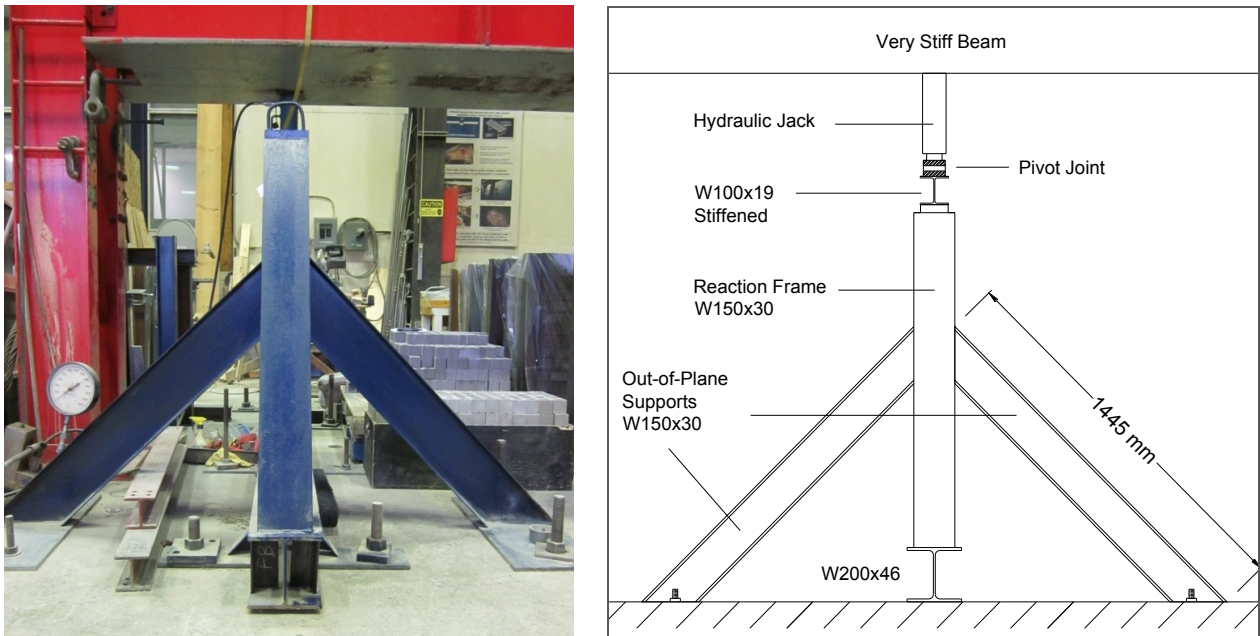 CAUTION
Very Stiff Beam
Hydraulic Jack
Pivot Joint
W100x19
Stiffened
Reaction Frame
W150x30
Out-of-Plane
Supports
W150x30
1445 mm
W200x46